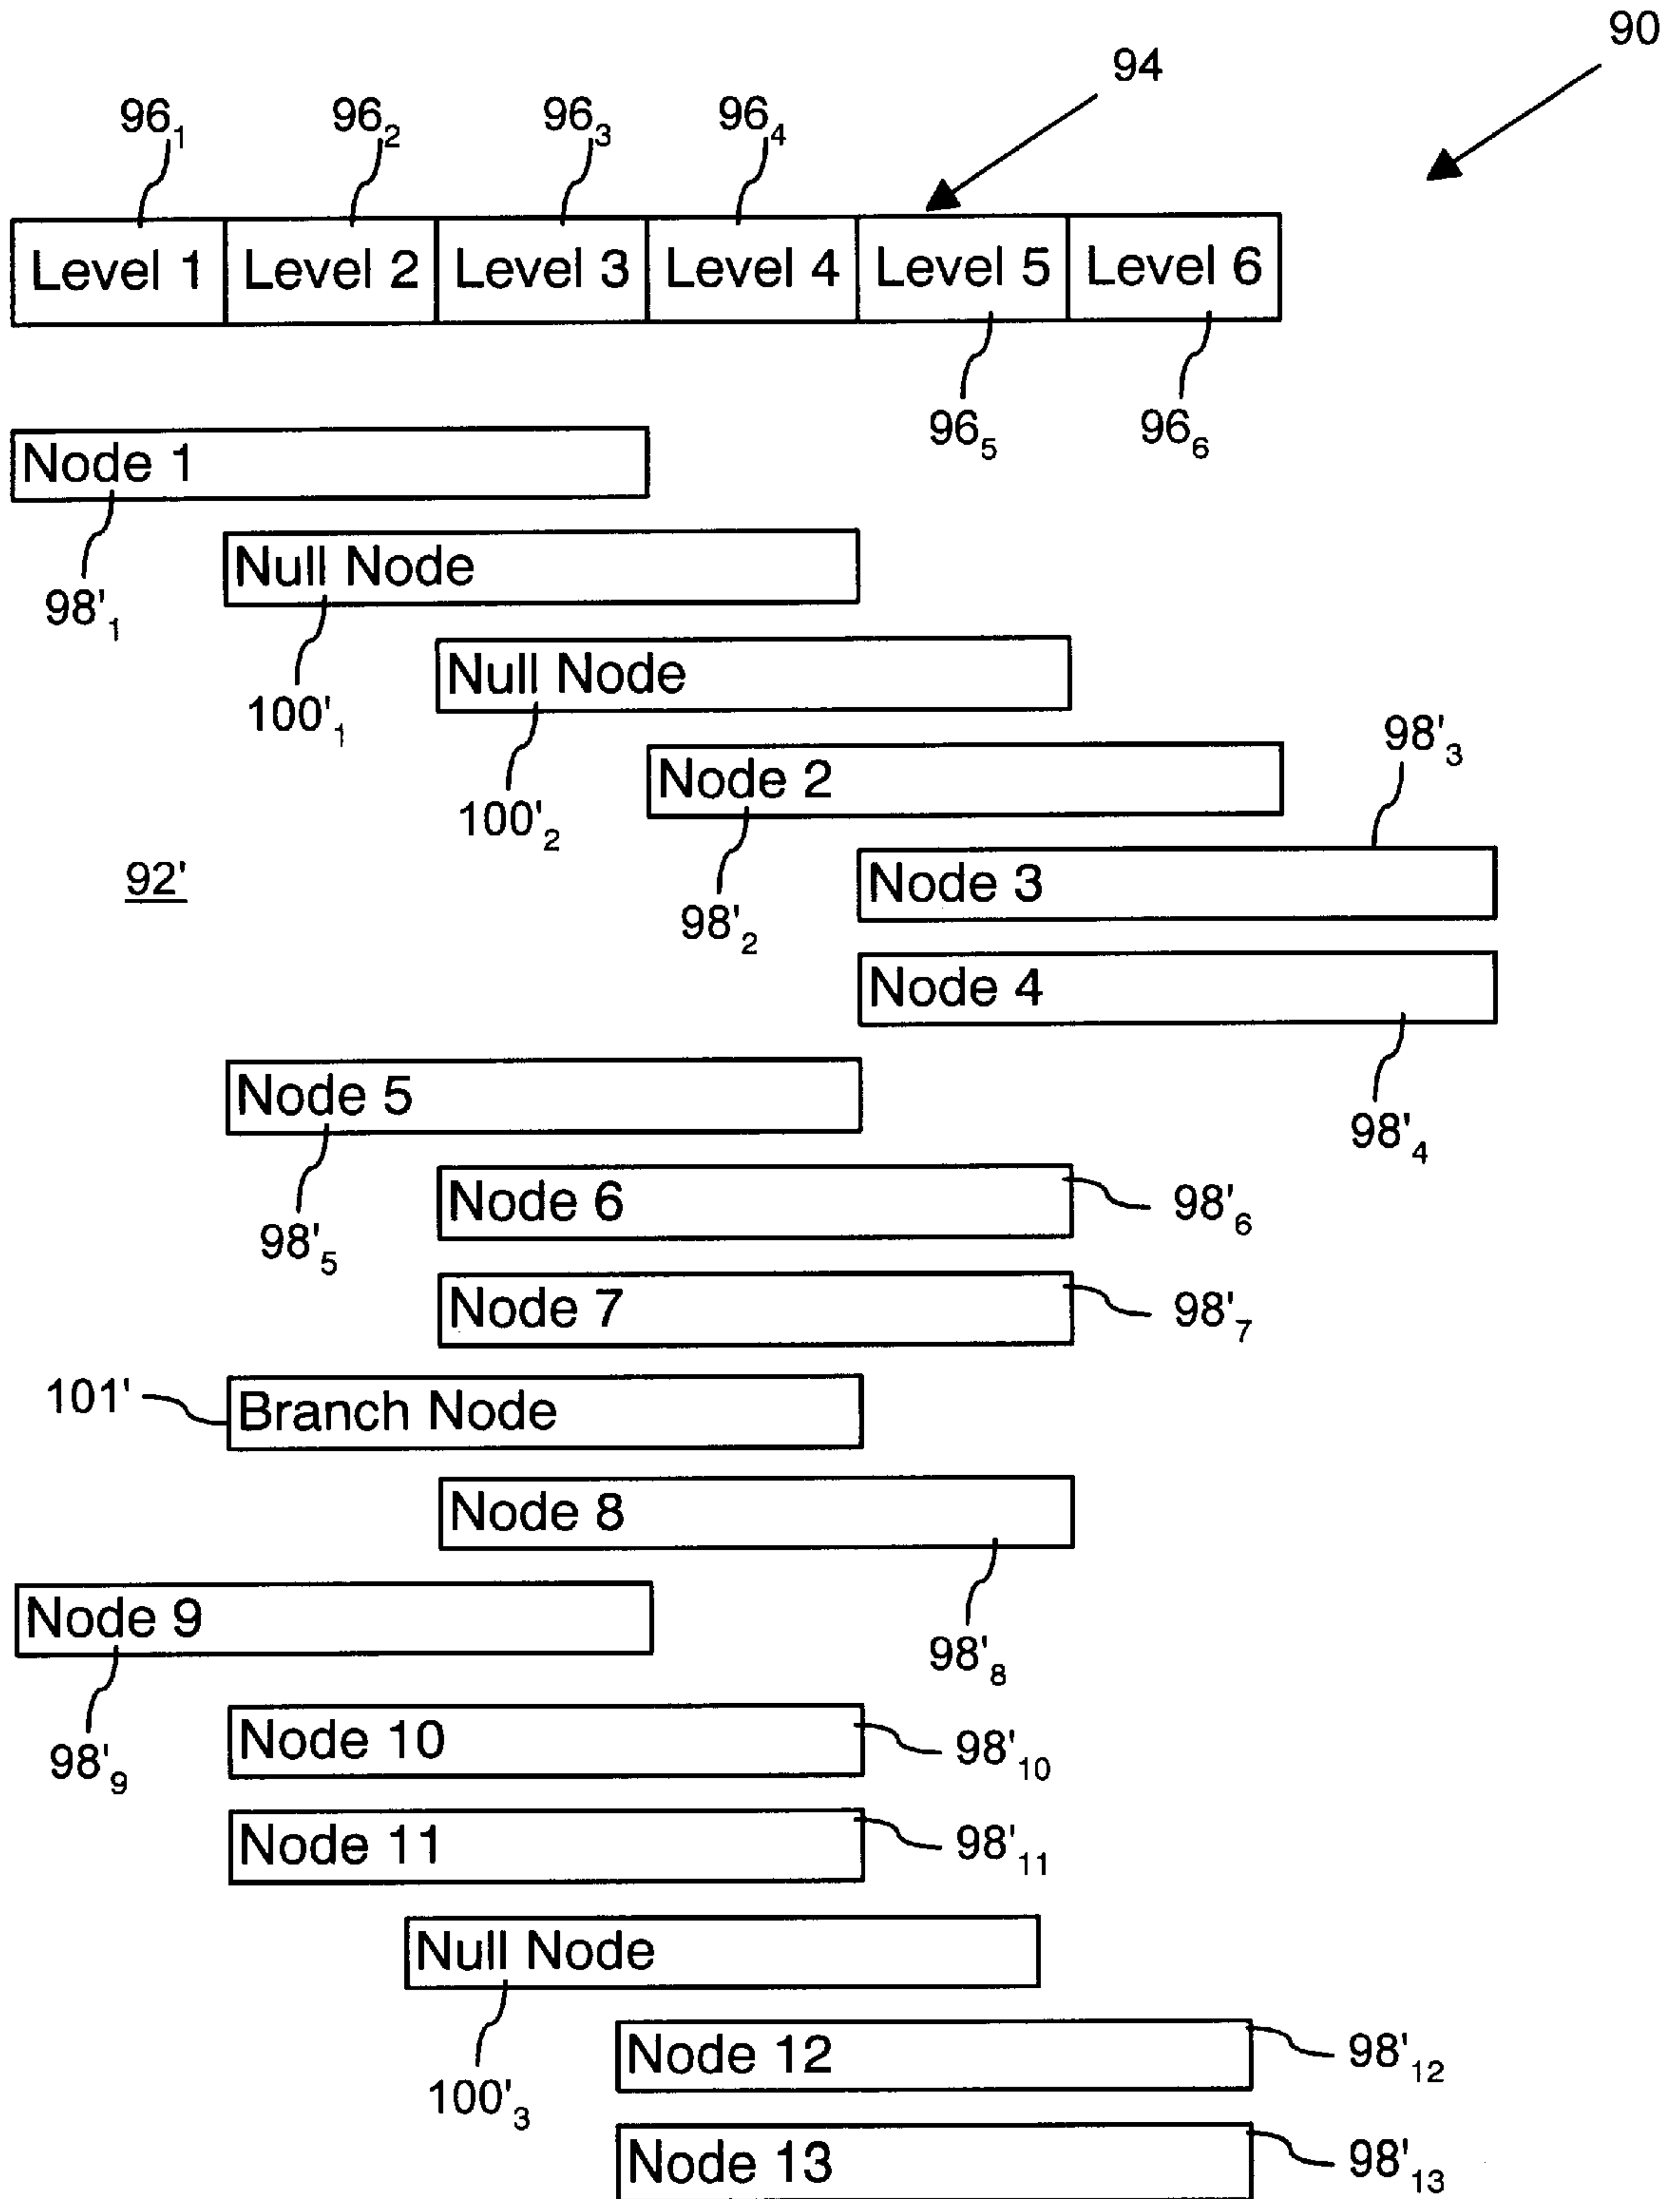 90
94
96₁ 96₂ 96₃ 96₄
Level 1 Level 2 Level 3 Level 4 Level 5 Level 6
96₅ 96₆
Node 1
98'₁
Null Node
100'₁
Null Node
100'₂
98'₃
Node 2
98'₂
92'
Node 3
Node 4
98'₄
Node 5
98'₅
Node 6 98'₆
Node 7 98'₇
101' Branch Node
Node 8
98'₈
Node 9
98'₉
Node 10 98'₁₀
Node 11 98'₁₁
Null Node
100'₃
Node 12 98'₁₂
Node 13 98'₁₃